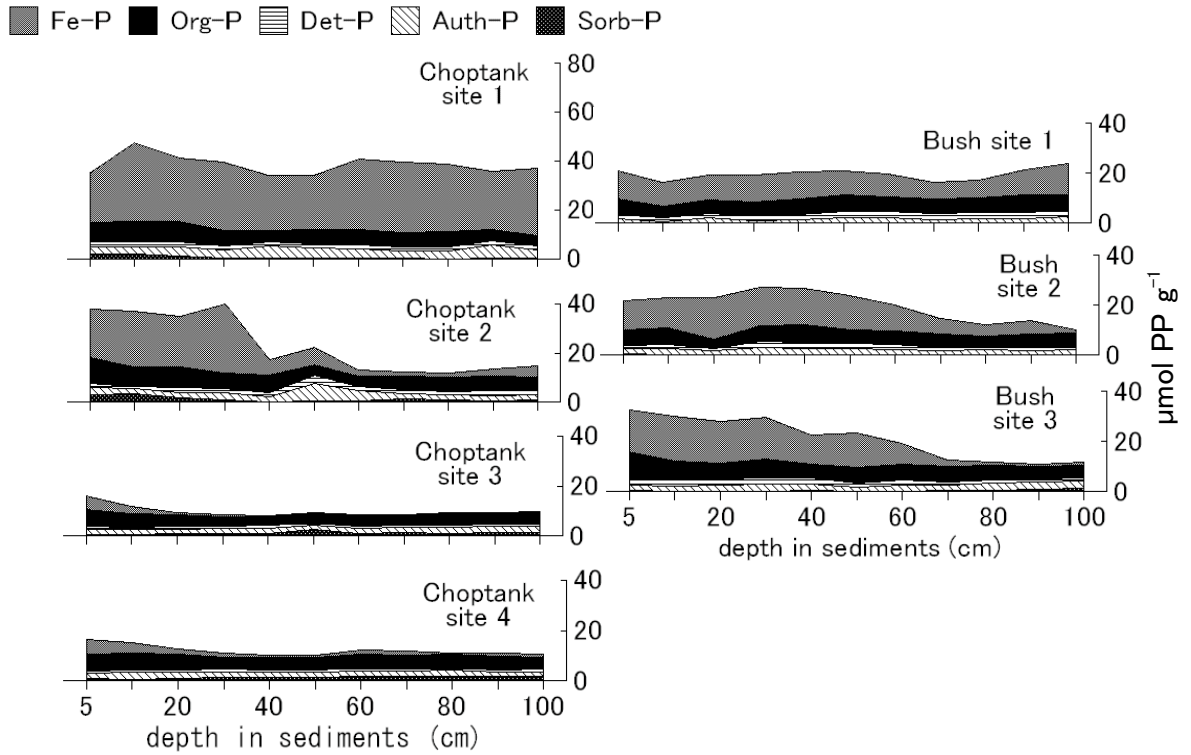 Fe-P Org-P Det-P Auth-P Sorb-P
Choptank
site 1
80
60
40
20
0
Choptank
site 2
40
20
0
Choptank
site 3
40
20
0
Choptank
site 4
40
20
0
5 20 40 60 80 100
depth in sediments (cm)
Bush site 1
40
20
0
Bush
site 2
40
20
0
Bush
site 3
40
20
0
5 20 40 60 80 100
depth in sediments (cm)
μmol PP g⁻¹